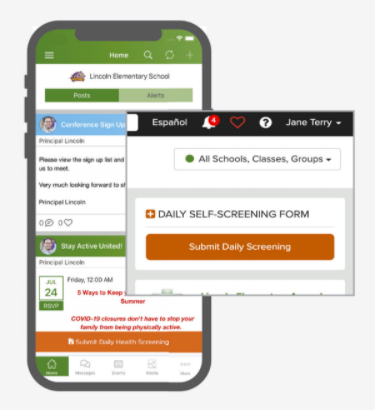 Home
Lincoln Elementary School
Posts
Alerts
Conference Sign Up
Principal Lincoln
Please view the sign up list and
us to meet.
Very much looking forward to
Principal Lincoln
0 0
Stay Active United!
Principal Lincoln
JUL
24
RSVP
Friday, 12:00 AM
5 Ways to Keep
Summer
COVID-19 closures don't have to stop your
family from being physically active.
Submit Daily Health Screening
Home
Messages
Events
Media
More
Español
4
?
Jane Terry
All Schools, Classes, Groups
DAILY SELF-SCREENING FORM
Submit Daily Screening